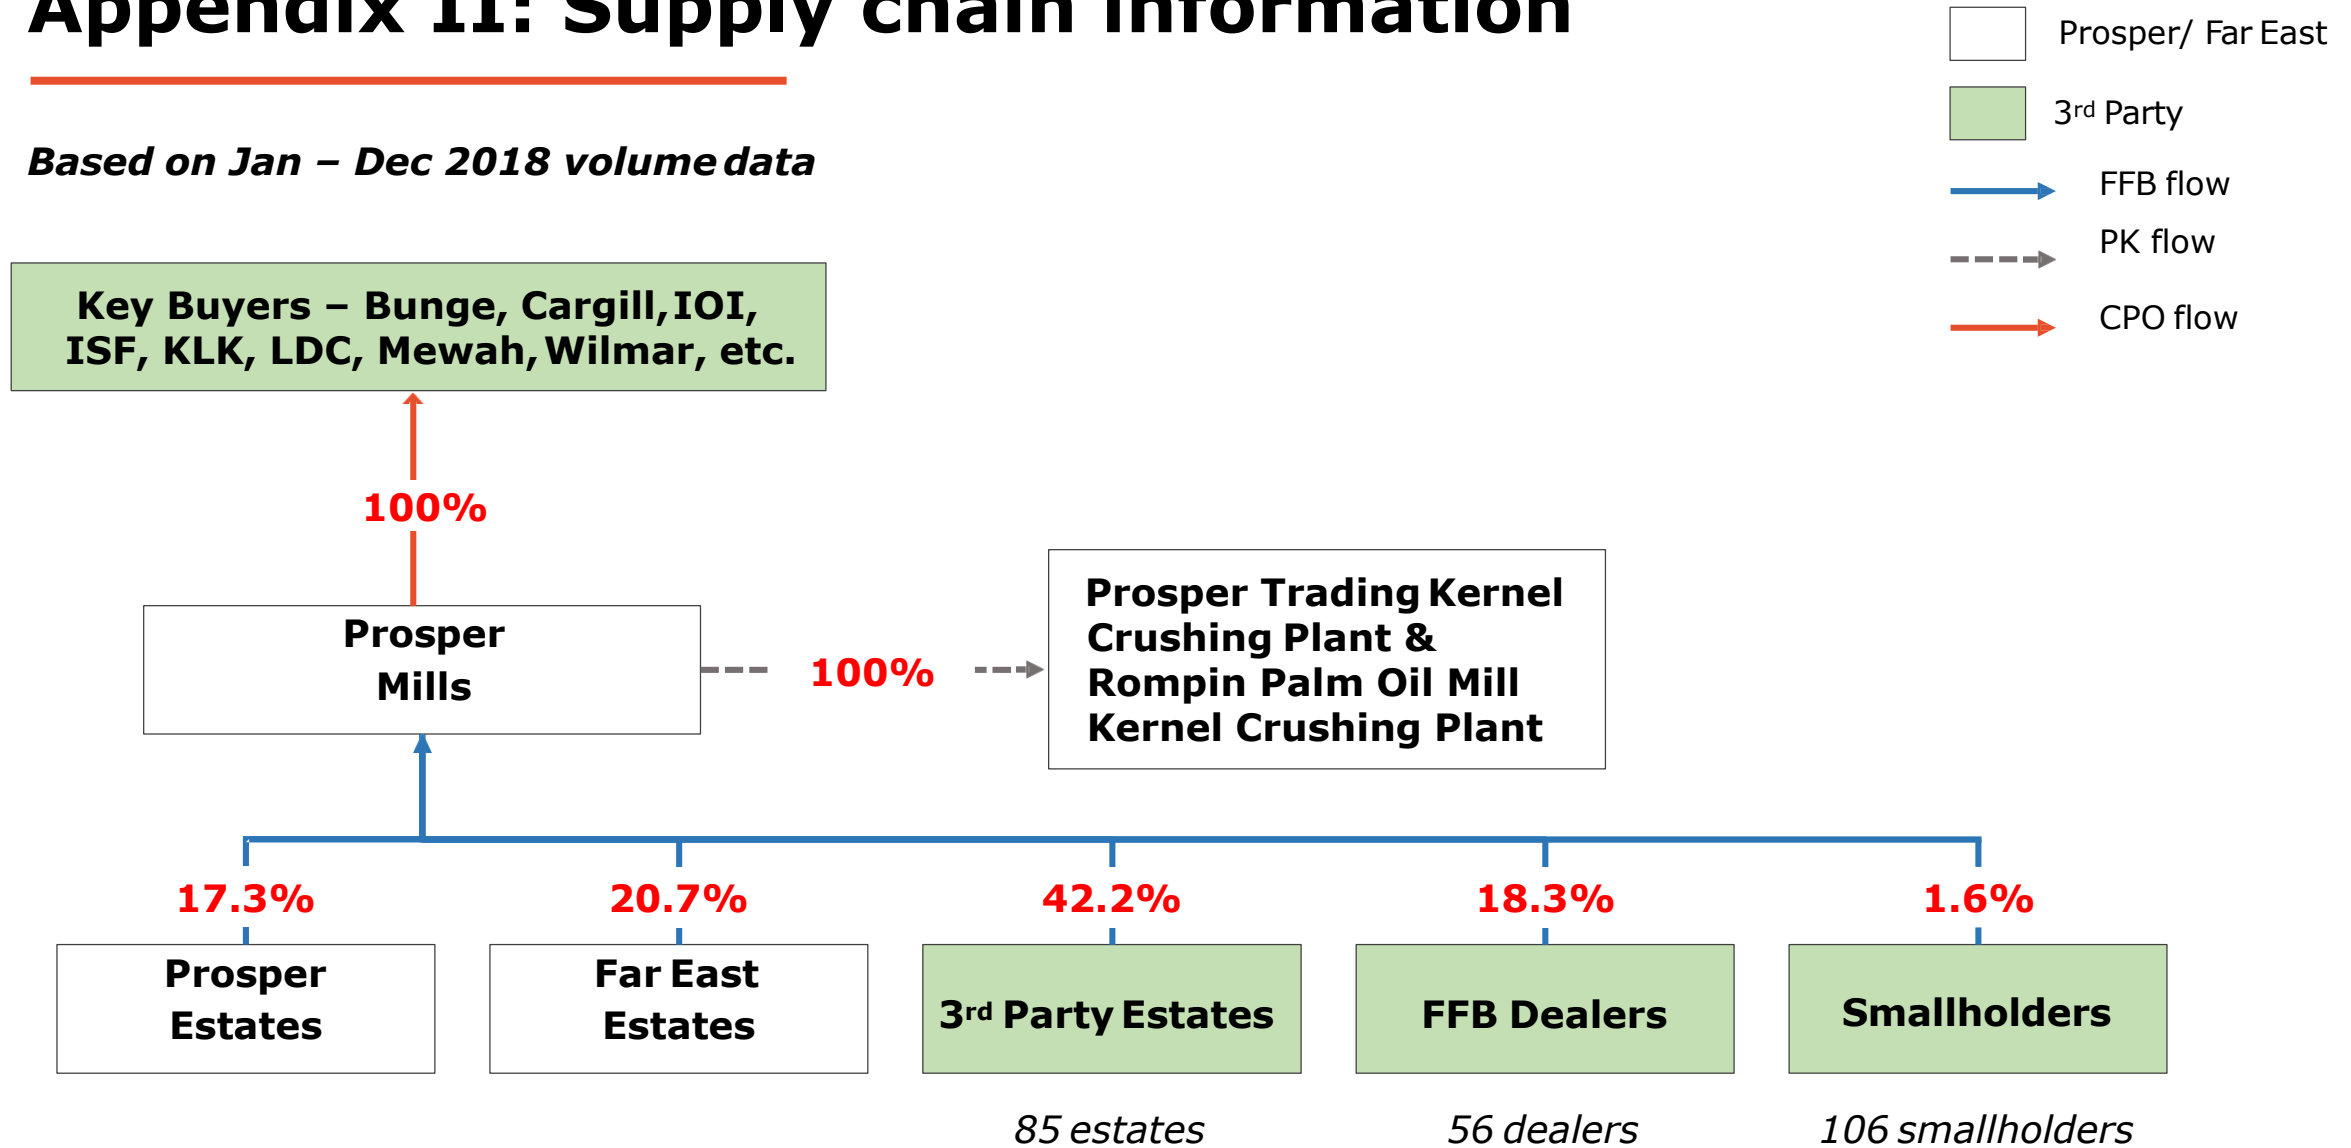 Appendix II: Supply chain information
Prosper/ Far East
3rd Party
Based on Jan – Dec 2018 volume data
FFB flow
PK flow
CPO flow
Key Buyers – Bunge, Cargill, IOI,
ISF, KLK, LDC, Mewah, Wilmar, etc.
100%
Prosper
Mills
100%
Prosper Trading Kernel
Crushing Plant &
Rompin Palm Oil Mill
Kernel Crushing Plant
17.3%
20.7%
42.2%
18.3%
1.6%
Prosper
Estates
Far East
Estates
3rd Party Estates
FFB Dealers
Smallholders
85 estates
56 dealers
106 smallholders